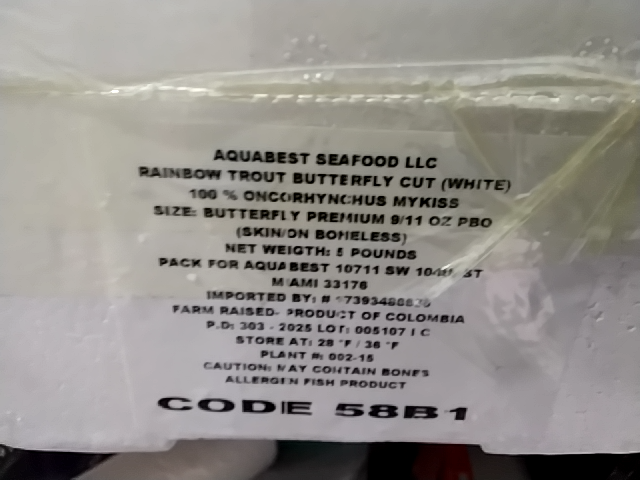 AQUABEST SEAFOOD LLC
RAINBOW TROUT BUTTERFLY CUT (WHITE)
100 % ONCORHYNCHUS MYKISS
SIZE: BUTTERFLY PREMIUM 9/11 OZ PBO
(SKIN/ON BONELESS)
NET WEIGTH: 5 POUNDS
PACK FOR AQUABEST 10711 SW ST
MIAMI 33176
IMPORTED BY: #
FARM RAISED- PRODUCT OF COLOMBIA
P.D: 303 - 2025 LOT: 005107 C
STORE AT: 28 °F / 36 °F
PLANT #: 002-15
CAUTION: MAY CONTAIN BONES
ALLERGEN FISH PRODUCT
CODE 58B1